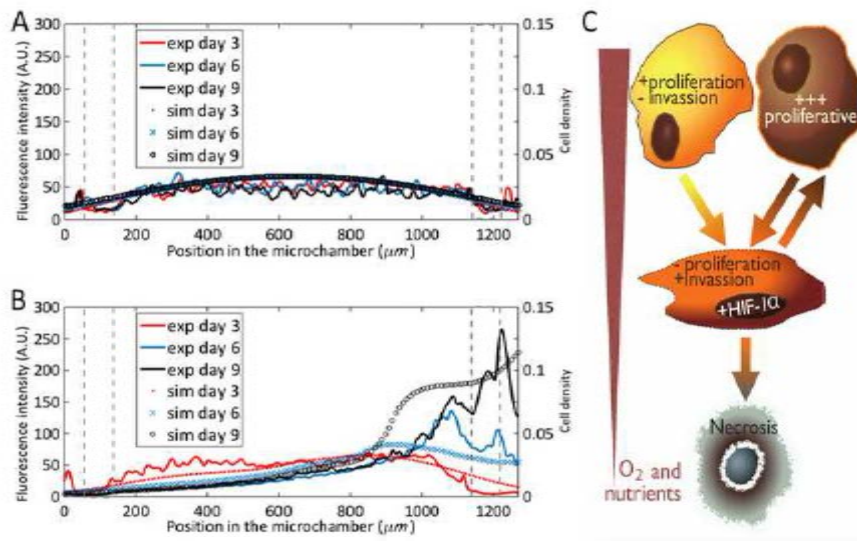 A
Fluorescence intensity (A.U.)
300
250
200
150
100
50
0
exp day 3
exp day 6
exp day 9
sim day 3
sim day 6
sim day 9
0.15
0.1
0.05
0
Cell density
0 200 400 600 800 1000 1200
Position in the microchamber (μm)
B
Fluorescence intensity (A.U.)
300
250
200
150
100
50
0
exp day 3
exp day 6
exp day 9
sim day 3
sim day 6
sim day 9
0.15
0.1
0.05
0
Cell density
0 200 400 600 800 1000 1200
Position in the microchamber (μm)
C
+proliferation
- Invassion
+++
proliferative
- proliferation
+Invassion
+HIF-1α
Necrosis
O2 and
nutrients